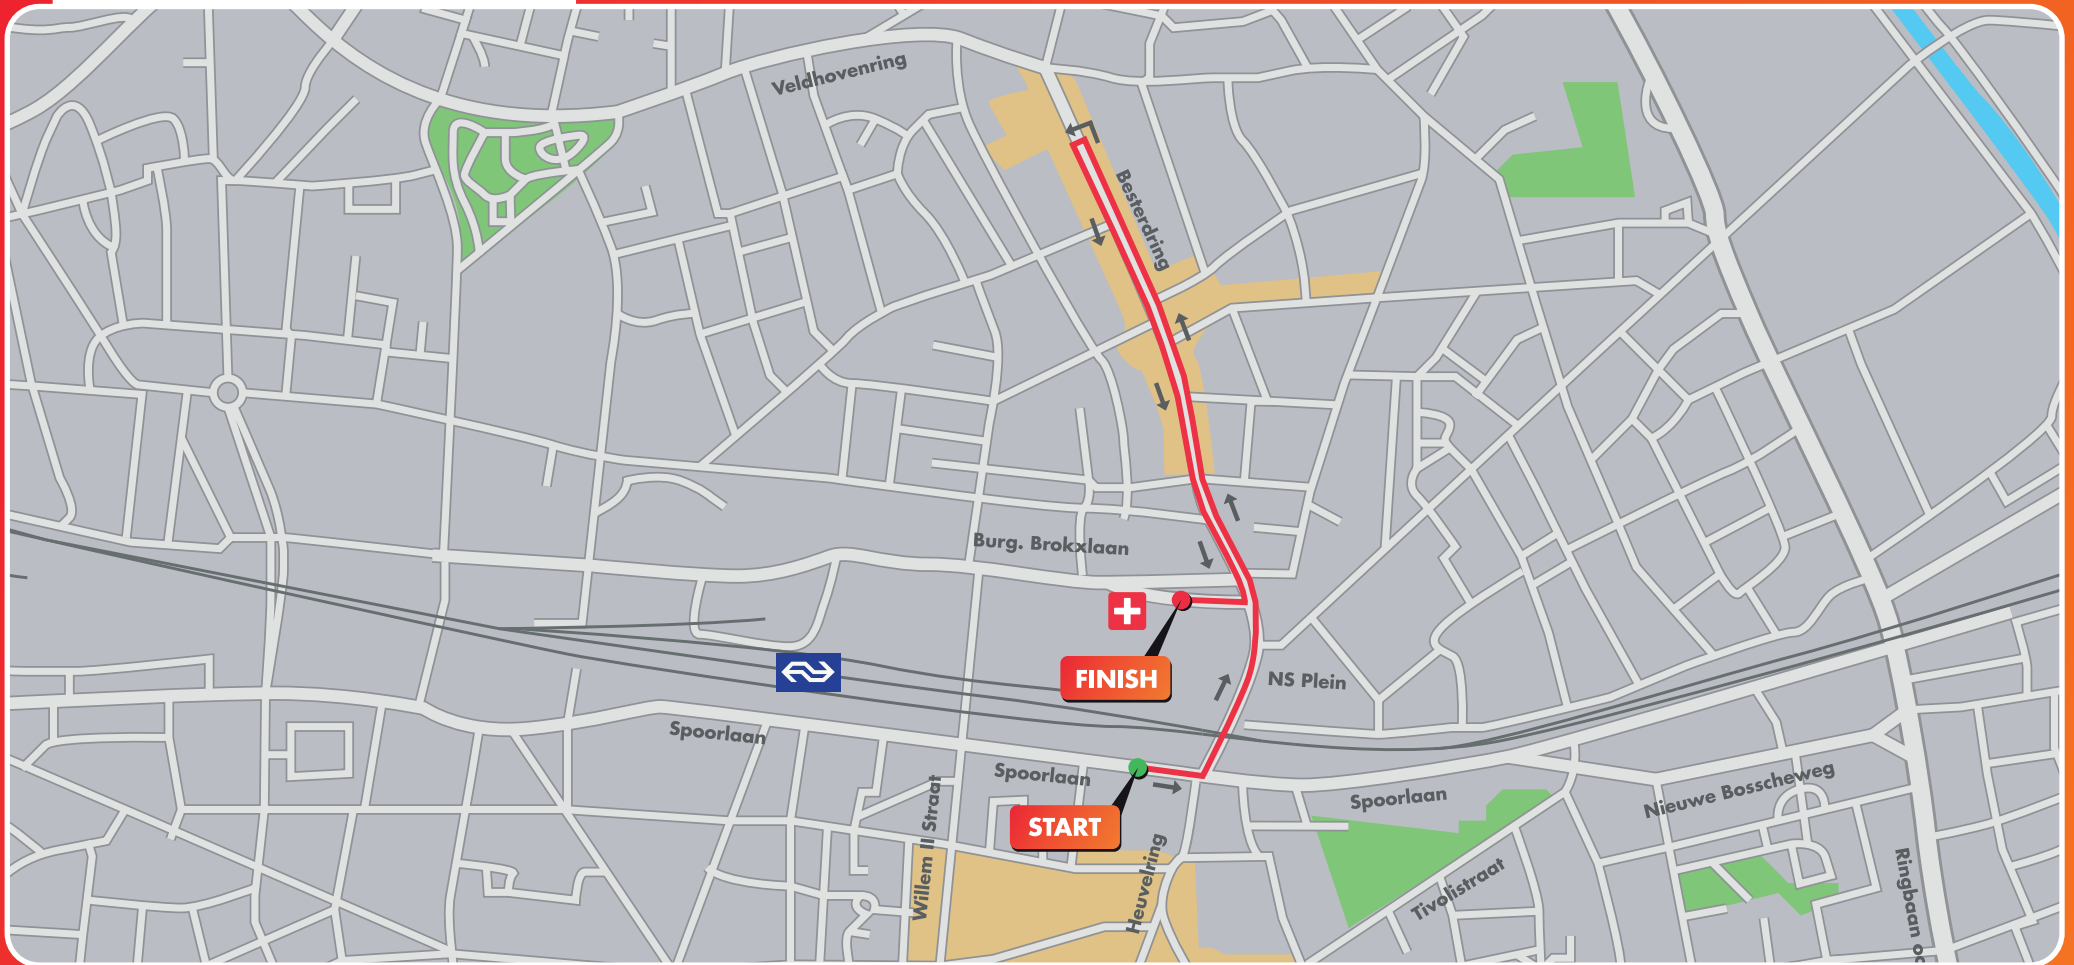 Veldhovenring
Besterdring
Burg. Brokxlaan
FINISH
NS Plein
Spoorlaan
Spoorlaan
Spoorlaan
START
Willem II Straat
Heuvelring
Nieuwe Bosscheweg
Tivolistraat
Ringbaan